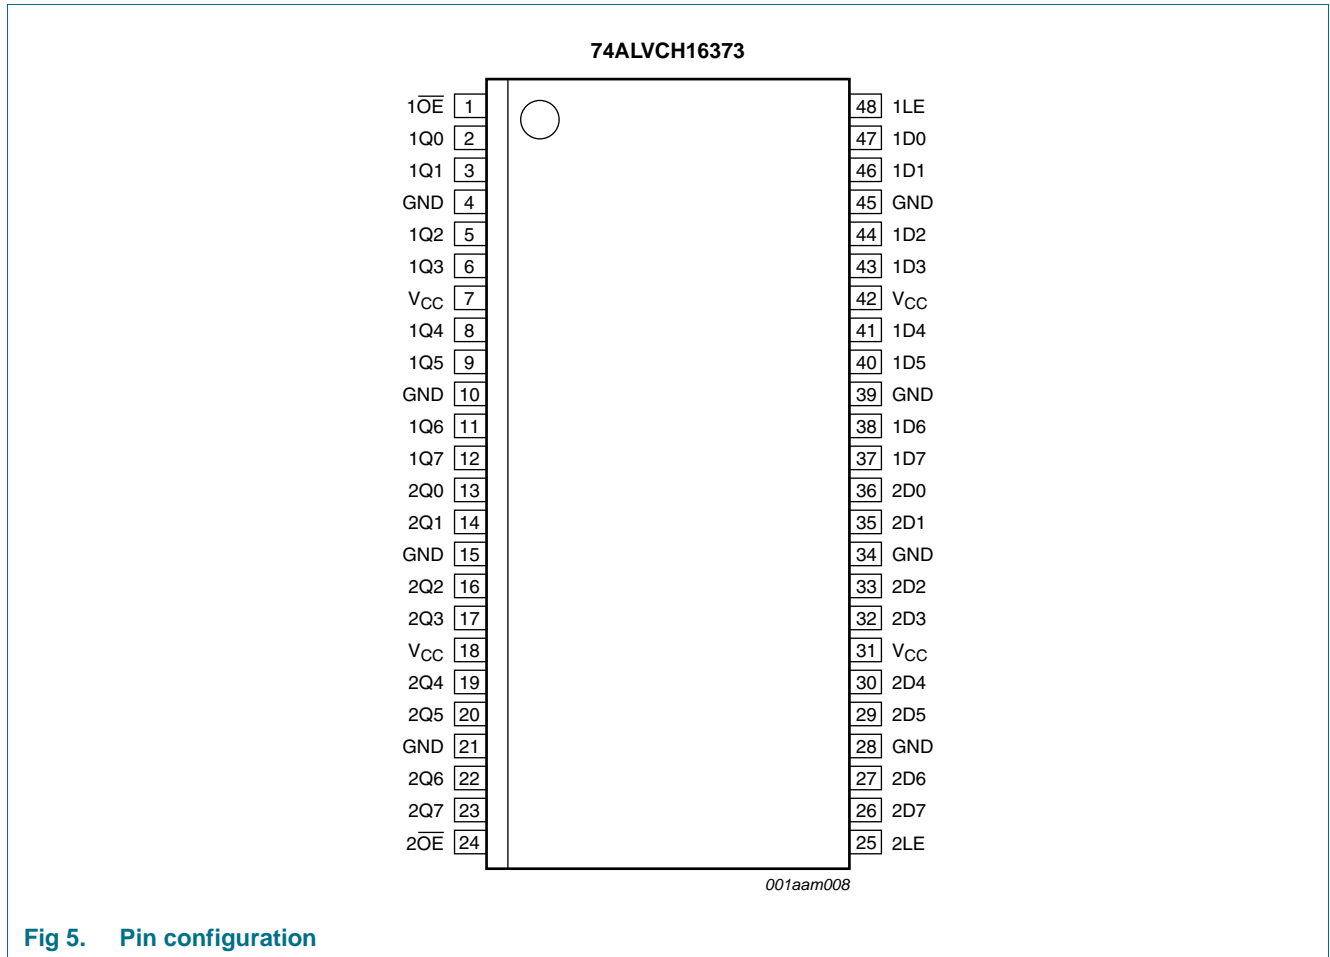 74ALVCH16373
1O̅E̅ 1 48 1LE
1Q0 2 47 1D0
1Q1 3 46 1D1
GND 4 45 GND
1Q2 5 44 1D2
1Q3 6 43 1D3
VCC 7 42 VCC
1Q4 8 41 1D4
1Q5 9 40 1D5
GND 10 39 GND
1Q6 11 38 1D6
1Q7 12 37 1D7
2Q0 13 36 2D0
2Q1 14 35 2D1
GND 15 34 GND
2Q2 16 33 2D2
2Q3 17 32 2D3
VCC 18 31 VCC
2Q4 19 30 2D4
2Q5 20 29 2D5
GND 21 28 GND
2Q6 22 27 2D6
2Q7 23 26 2D7
2O̅E̅ 24 25 2LE
001aam008
Fig 5. Pin configuration